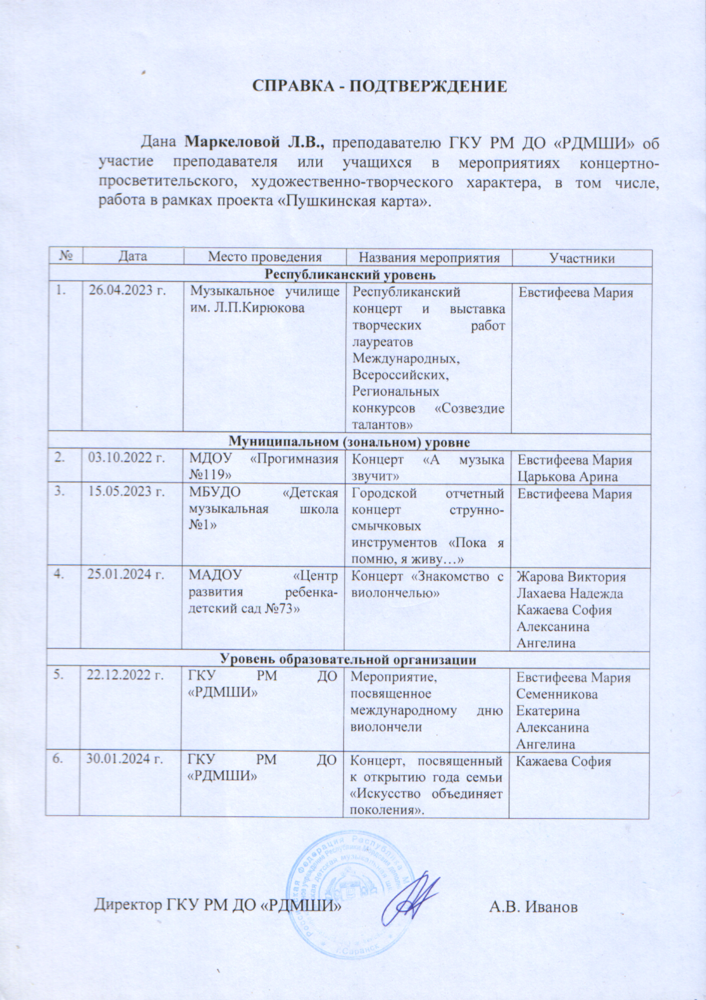 СПРАВКА - ПОДТВЕРЖДЕНИЕ
Дана Маркеловой Л.В., преподавателю ГКУ РМ ДО «РДМШИ» об
участие преподавателя или учащихся в мероприятиях концертно-
просветительского, художественно-творческого характера, в том числе,
работа в рамках проекта «Пушкинская карта».
№ Дата Место проведения Названия мероприятия Участники
Республиканский уровень
1. 26.04.2023 г. Музыкальное училище Республиканский Евстифеева Мария
им. Л.П.Кирюкова концерт и выставка
творческих работ
лауреатов
Международных,
Всероссийских,
Региональных
конкурсов «Созвездие
талантов»
Муниципальном (зональном) уровне
2. 03.10.2022 г. МДОУ «Прогимназия Концерт «А музыка Евстифеева Мария
№119» звучит» Царькова Арина
3. 15.05.2023 г. МБУДО «Детская Городской отчетный Евстифеева Мария
музыкальная школа концерт струнно-
№1» смычковых
инструментов «Пока я
помню, я живу…»
4. 25.01.2024 г. МАДОУ «Центр Концерт «Знакомство с Жарова Виктория
развития ребенка- виолончелью» Лахаева Надежда
детский сад №73» Кажаева София
Алексанина
Ангелина
Уровень образовательной организации
5. 22.12.2022 г. ГКУ РМ ДО Мероприятие, Евстифеева Мария
«РДМШИ» посвященное Семенникова
международному дню Екатерина
виолончели Алексанина
Ангелина
6. 30.01.2024 г. ГКУ РМ ДО Концерт, посвященный Кажаева София
«РДМШИ» к открытию года семьи
«Искусство объединяет
поколения».
Российская Федерация Республика
г.Саранск
Директор ГКУ РМ ДО «РДМШИ» А.В. Иванов